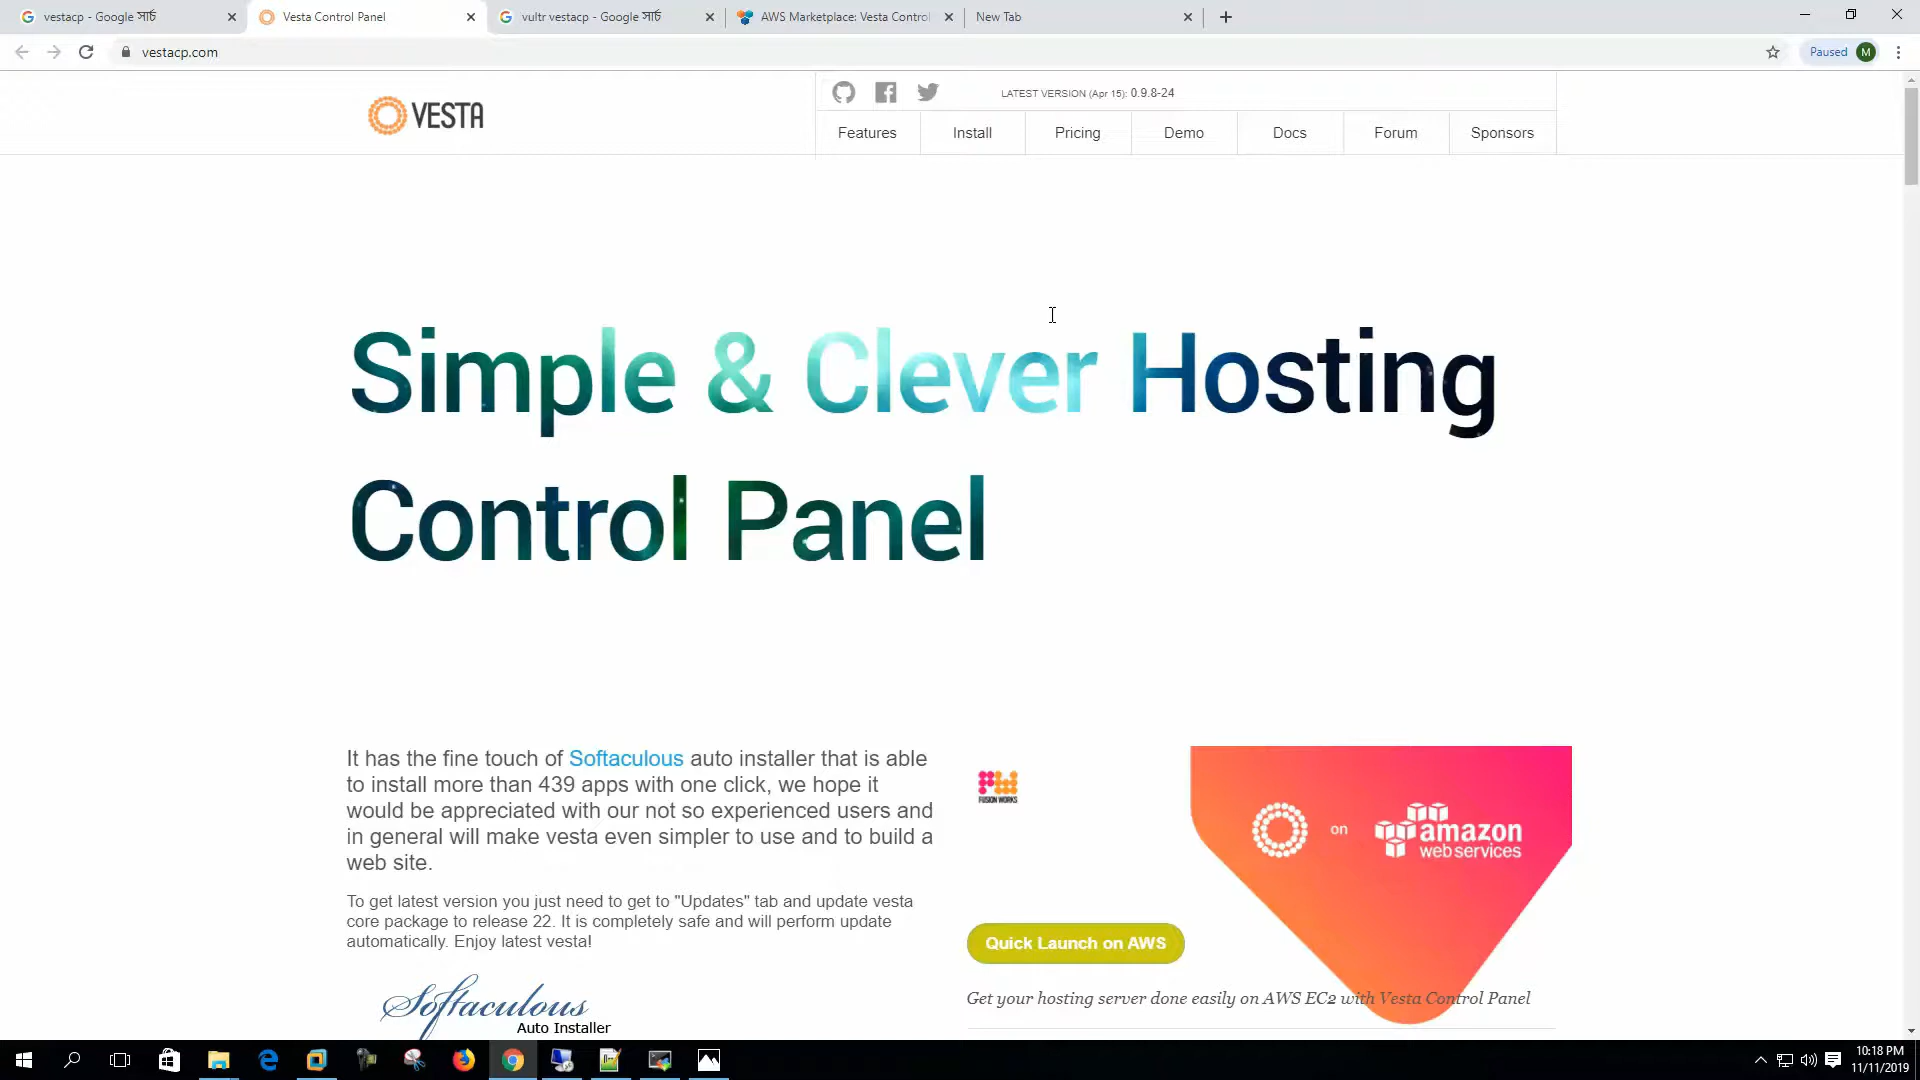 vestacp - Google সার্চ
Vesta Control Panel
vultr vestacp - Google সার্চ
AWS Marketplace: Vesta Control
New Tab
vestacp.com
Paused M
VESTA
LATEST VERSION (Apr 15): 0.9.8-24
Features Install Pricing Demo Docs Forum Sponsors
Simple & Clever Hosting
Control Panel
It has the fine touch of Softaculous auto installer that is able
to install more than 439 apps with one click, we hope it
would be appreciated with our not so experienced users and
in general will make vesta even simpler to use and to build a
web site.
To get latest version you just need to get to "Updates" tab and update vesta
core package to release 22. It is completely safe and will perform update
automatically. Enjoy latest vesta!
Softaculous
Auto Installer
FUSION WORKS
on amazon
webservices
Quick Launch on AWS
Get your hosting server done easily on AWS EC2 with Vesta Control Panel
10:18 PM
11/11/2019